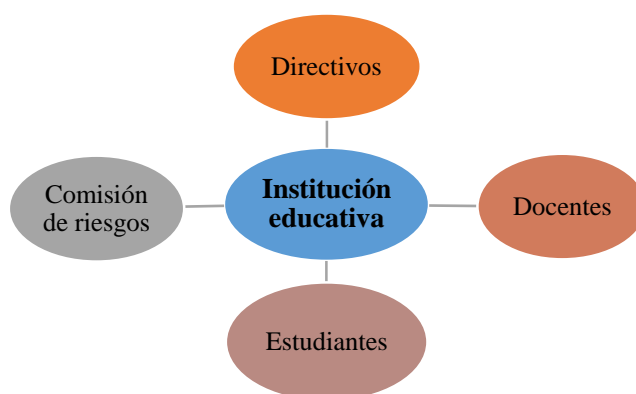 Directivos
Comisión
de riesgos
Institución
educativa
Docentes
Estudiantes